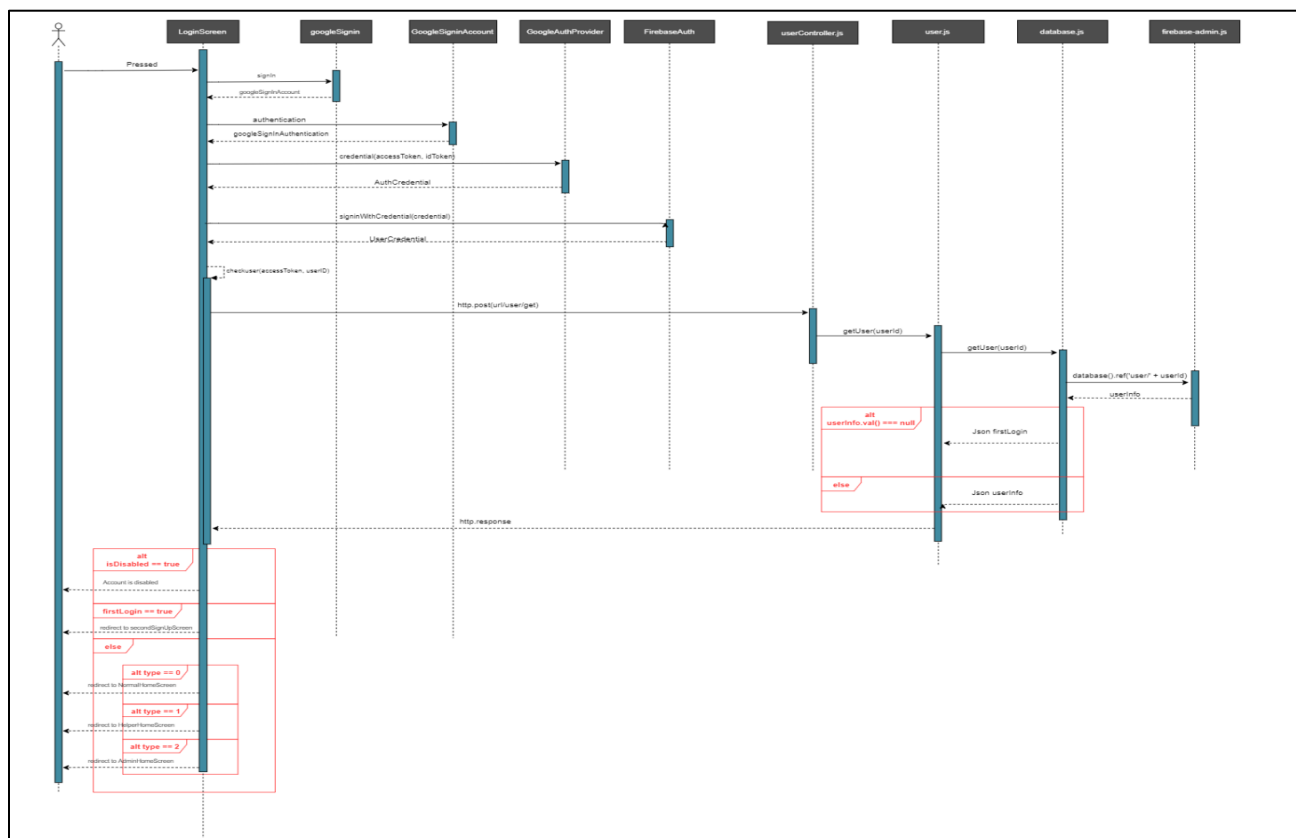 LoginScreen
googleSignin
GoogleSigninAccount
GoogleAuthProvider
FirebaseAuth
userController.js
user.js
database.js
firebase-admin.js
Pressed
signIn
googleSignInAccount
authentication
googleSignInAuthentication
credential(accessToken, idToken)
AuthCredential
signinWithCredential(credential)
UserCredential
checkuser(accessToken, userID)
http.post(url/user/get)
getUser(userId)
getUser(userId)
database().ref('user/' + userId)
userInfo
alt
userInfo.val() === null
Json firstLogin
else
Json userInfo
http.response
alt
isDisabled == true
Account is disabled
firstLogin == true
redirect to secondSignUpScreen
else
alt type == 0
redirect to NormalHomeScreen
alt type == 1
redirect to HelperHomeScreen
alt type == 2
redirect to AdminHomeScreen